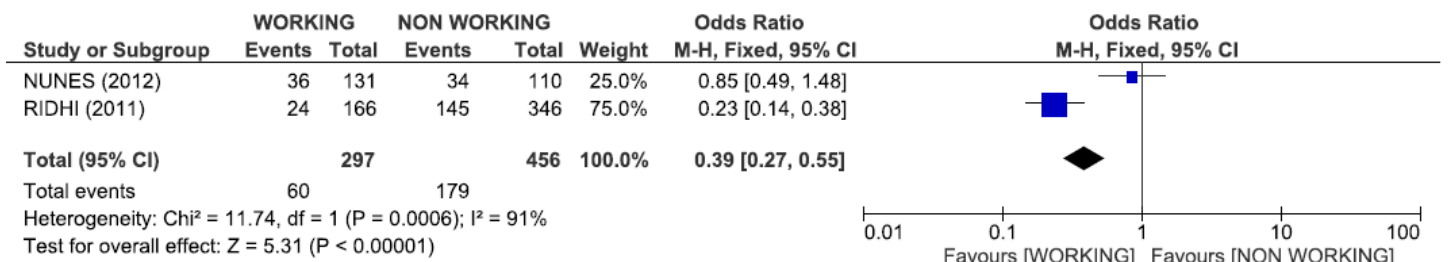 WORKING NON WORKING Odds Ratio Odds Ratio
Study or Subgroup Events Total Events Total Weight M-H, Fixed, 95% CI M-H, Fixed, 95% CI
NUNES (2012) 36 131 34 110 25.0% 0.85 [0.49, 1.48]
RIDHI (2011) 24 166 145 346 75.0% 0.23 [0.14, 0.38]
Total (95% CI) 297 456 100.0% 0.39 [0.27, 0.55]
Total events 60 179
Heterogeneity: Chi² = 11.74, df = 1 (P = 0.0006); I² = 91%
Test for overall effect: Z = 5.31 (P < 0.00001)
0.01 0.1 1 10 100
Favours [WORKING] Favours [NON WORKING]